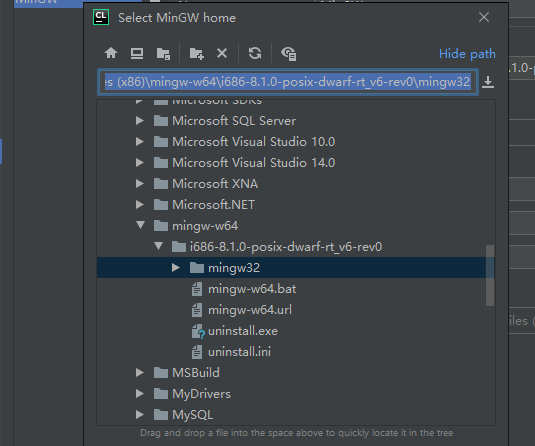 MinGW
CL
Select MinGW home
Hide path
es (x86)\mingw-w64\i686-8.1.0-posix-dwarf-rt_v6-rev0\mingw32
Microsoft SDKs
Microsoft SQL Server
Microsoft Visual Studio 10.0
Microsoft Visual Studio 14.0
Microsoft XNA
Microsoft.NET
mingw-w64
i686-8.1.0-posix-dwarf-rt_v6-rev0
mingw32
mingw-w64.bat
mingw-w64.url
uninstall.exe
uninstall.ini
MSBuild
MyDrivers
MySQL
Drag and drop a file into the space above to quickly locate it in the tree